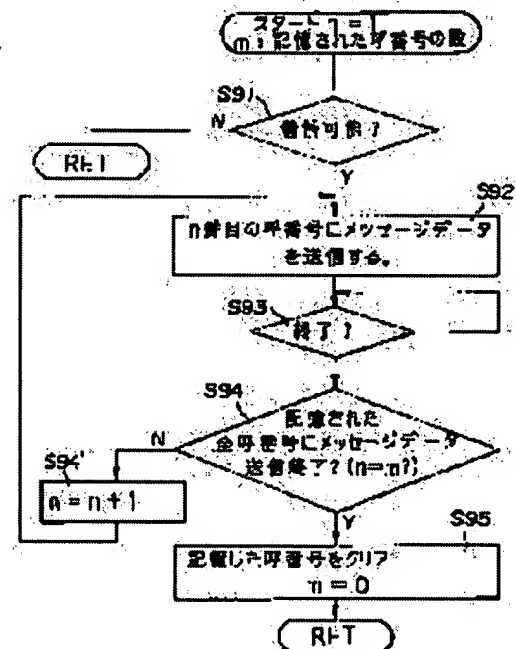 スタート n = 1
m:記憶された呼番号の数
S91
N
着信可能?
RET
Y
S92
n番目の呼番号にメッセージデータ
を送信する。
S93
終了?
S94
記憶された
全呼番号にメッセージデータ
送信終了?(n=m?)
N
S94'
n = n + 1
Y
S95
記憶した呼番号をクリア
m = 0
RET